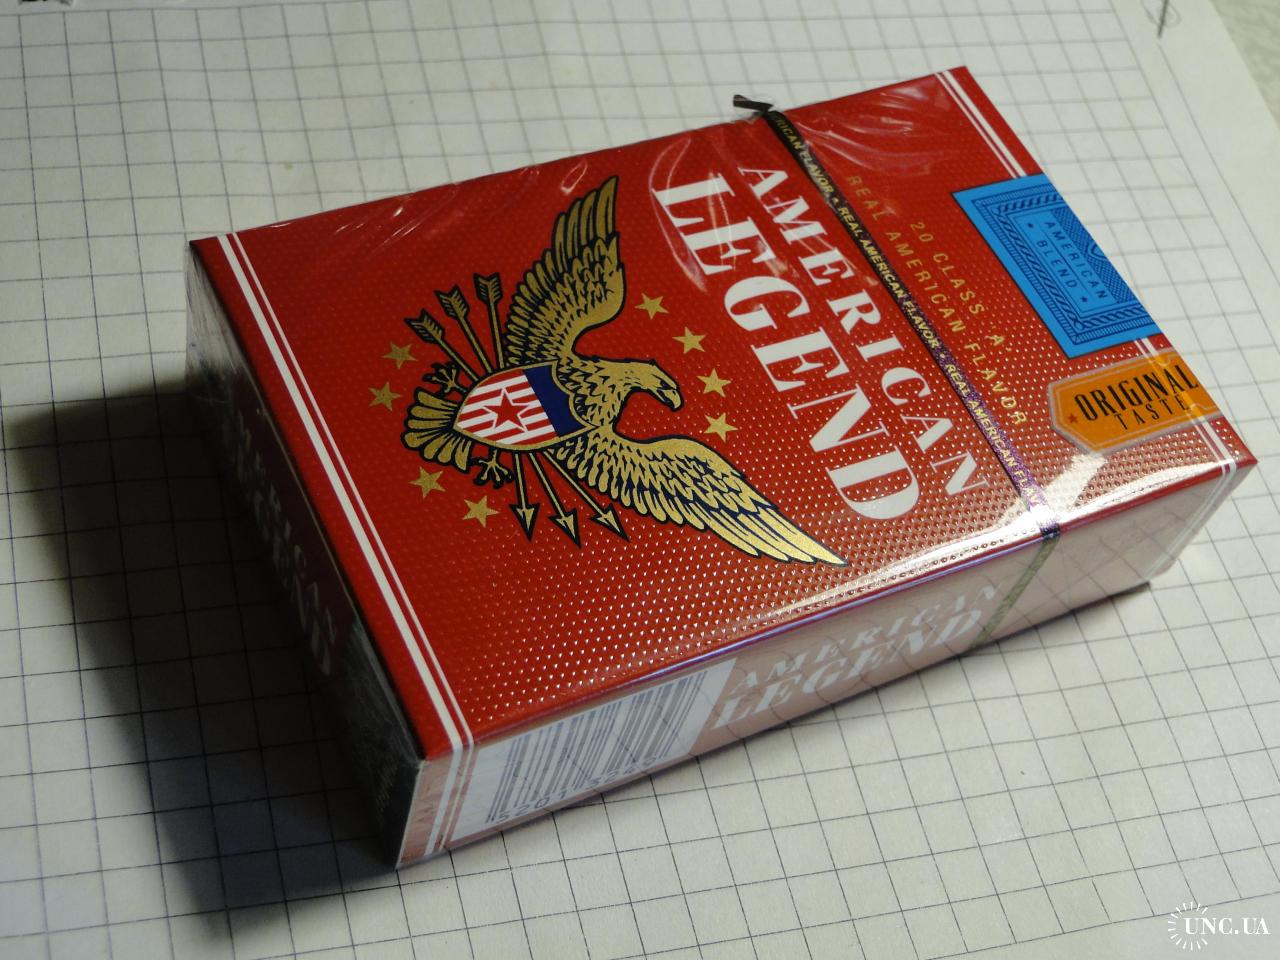 AMERICAN
LEGEND
20 CLASS A
REAL AMERICAN FLAVOR
RICAN FLAVOR ★ REAL AMERICAN FLAVOR ★ REAL AMERICAN
AMERICAN
BLEND
ORIGINAL
TASTE
AMERICAN
LEGEND
AMERICAN
LEGEND
UNC.UA